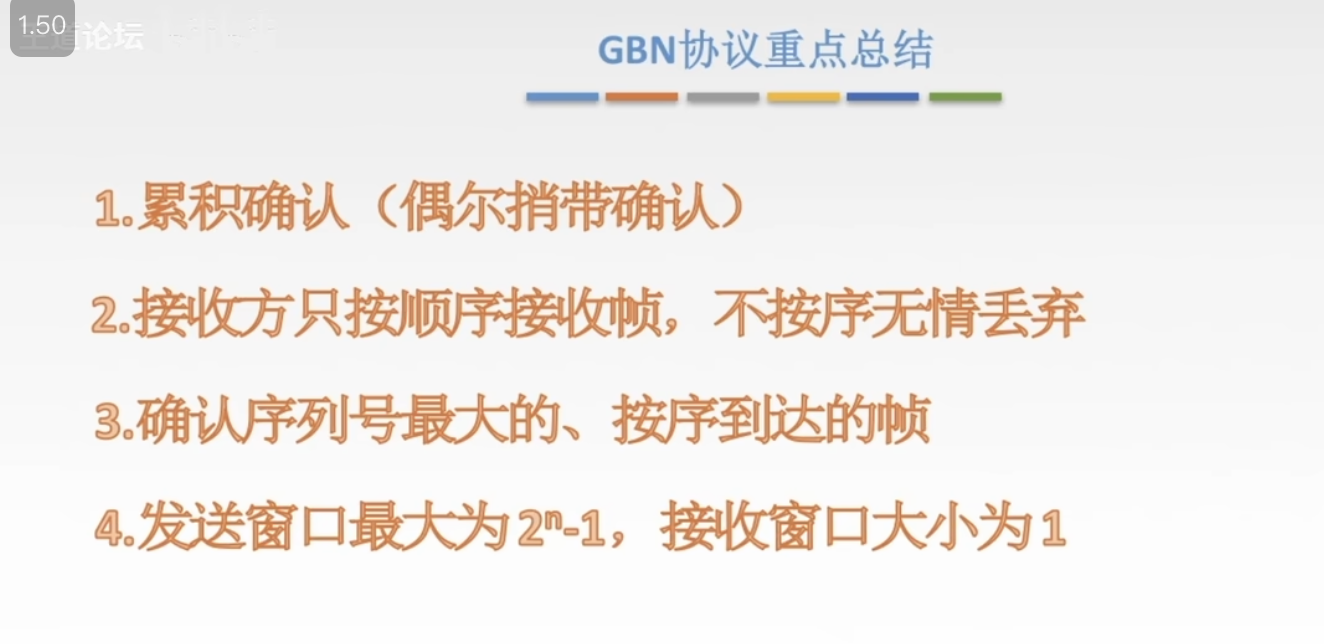 1.50
王道论坛
GBN协议重点总结
1.累积确认（偶尔捎带确认）
2.接收方只按顺序接收帧，不按序无情丢弃
3.确认序列号最大的、按序到达的帧
4.发送窗口最大为2ⁿ-1，接收窗口大小为1